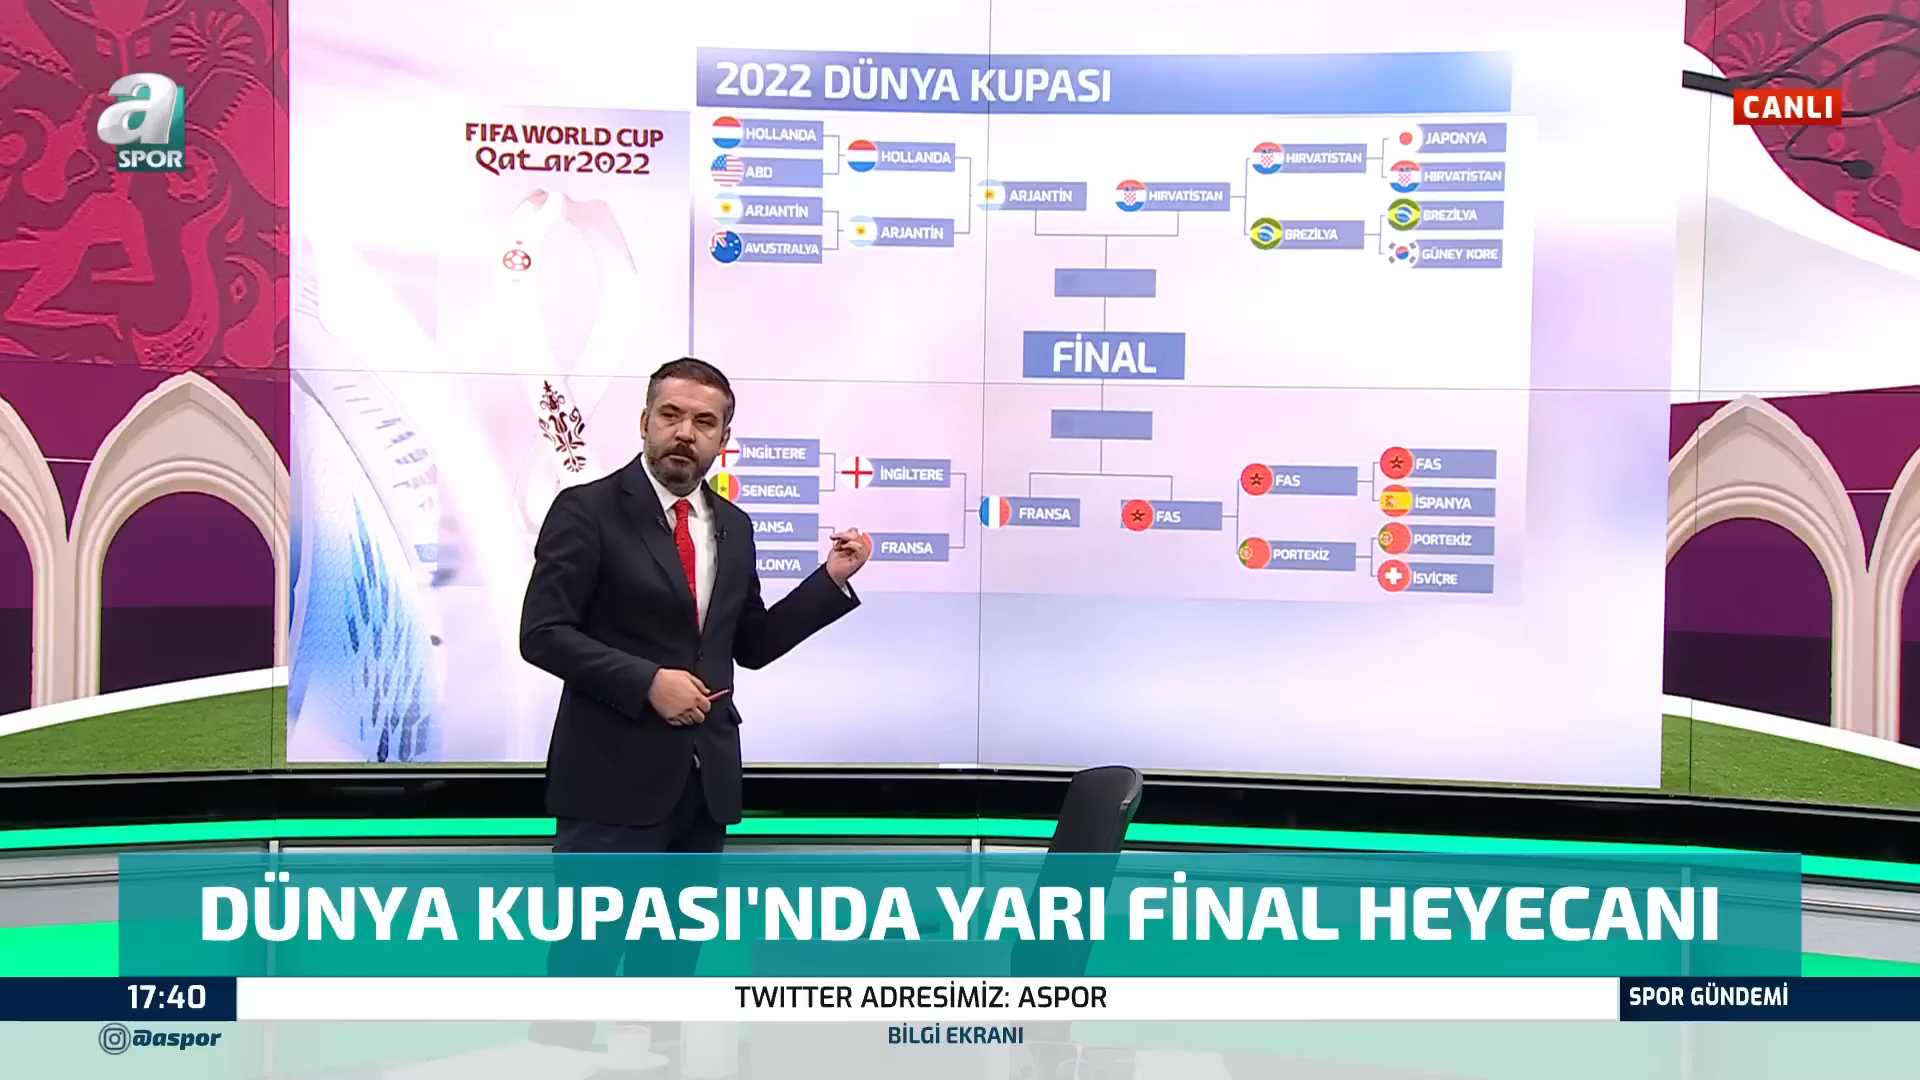 a
SPOR
CANLI
FIFA WORLD CUP
Qatar2022
2022 DÜNYA KUPASI
HOLLANDA
ABD
ARJANTİN
AVUSTRALYA
HOLLANDA
ARJANTİN
ARJANTİN
HIRVATİSTAN
HIRVATİSTAN
BREZİLYA
JAPONYA
HIRVATİSTAN
BREZİLYA
GÜNEY KORE
FİNAL
İNGİLTERE
SENEGAL
RANSA
LONYA
İNGİLTERE
FRANSA
FRANSA
FAS
FAS
PORTEKİZ
FAS
İSPANYA
PORTEKİZ
İSVİÇRE
DÜNYA KUPASI'NDA YARI FİNAL HEYECANI
17:40
TWITTER ADRESİMİZ: ASPOR
SPOR GÜNDEMİ
@aspor
BİLGİ EKRANI